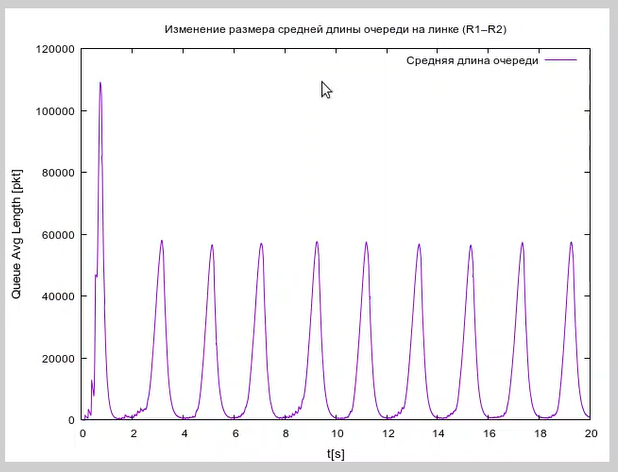 Изменение размера средней длины очереди на линке (R1–R2)
120000
Средняя длина очереди
100000
80000
Queue Avg Length [pkt]
60000
40000
20000
0
0 2 4 6 8 10 12 14 16 18 20
t[s]